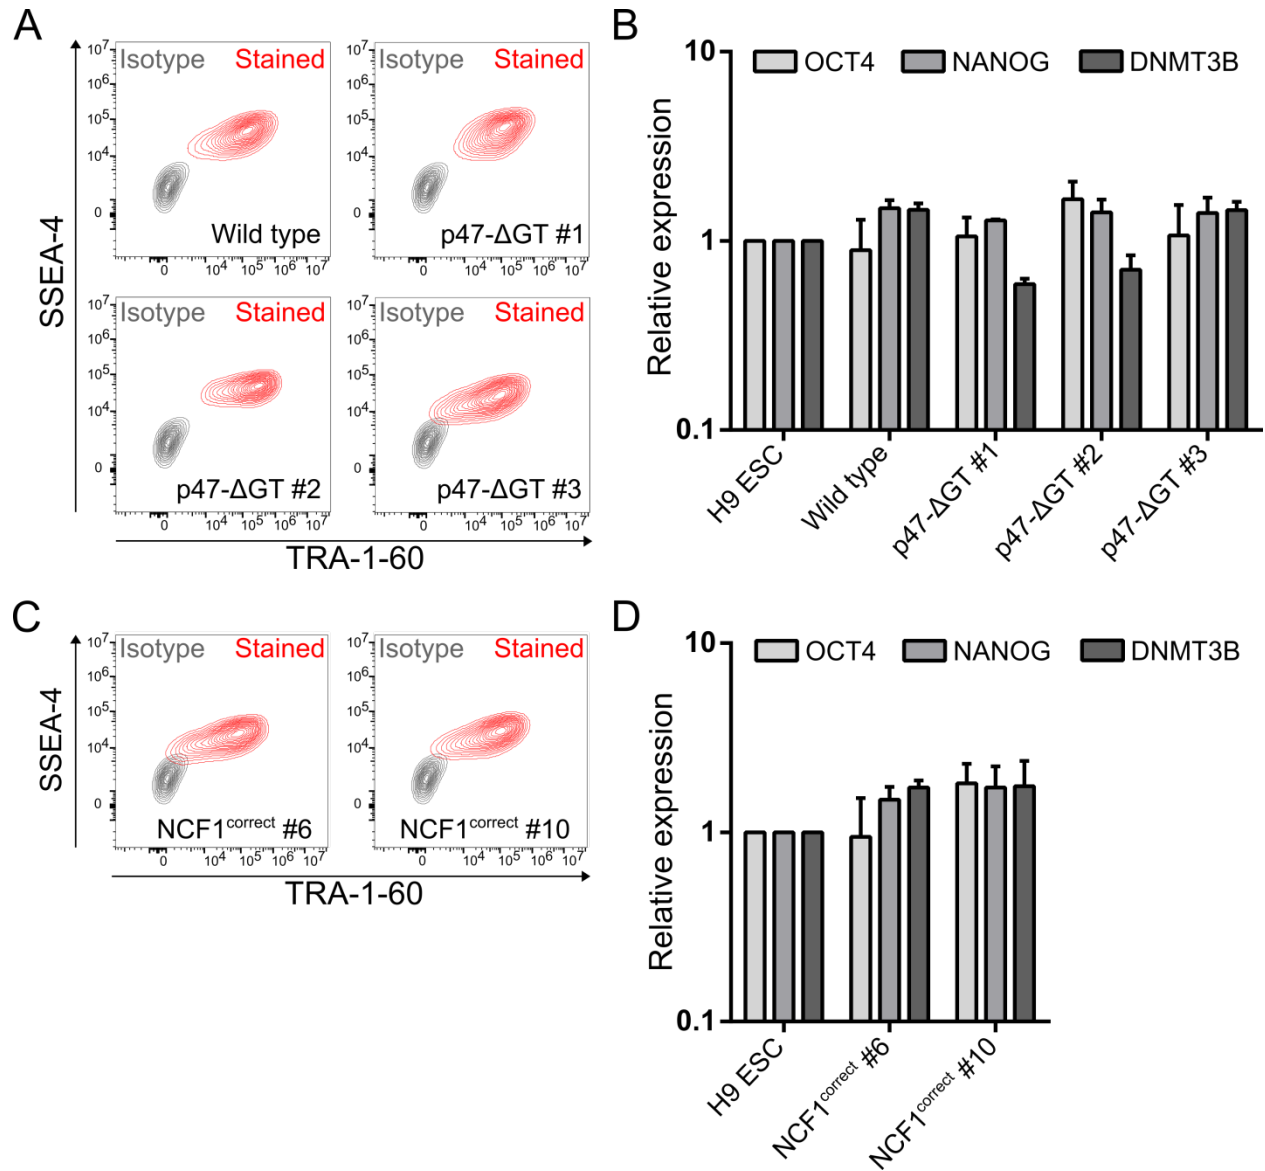 A
B
10⁷
10⁶
10⁵
10⁴
0
Isotype Stained
Wild type
0 10⁴ 10⁵ 10⁶ 10⁷
10⁷
10⁶
10⁵
10⁴
0
Isotype Stained
p47-ΔGT #1
0 10⁴ 10⁵ 10⁶ 10⁷
10⁷
10⁶
10⁵
10⁴
0
Isotype Stained
p47-ΔGT #2
0 10⁴ 10⁵ 10⁶ 10⁷
10⁷
10⁶
10⁵
10⁴
0
Isotype Stained
p47-ΔGT #3
0 10⁴ 10⁵ 10⁶ 10⁷
SSEA-4
TRA-1-60
OCT4 NANOG DNMT3B
Relative expression
10
1
0.1
H9 ESC
Wild type
p47-ΔGT #1
p47-ΔGT #2
p47-ΔGT #3
C
D
10⁷
10⁶
10⁵
10⁴
0
Isotype Stained
NCF1ᶜᵒʳʳᵉᶜᵗ #6
0 10⁴ 10⁵ 10⁶ 10⁷
10⁷
10⁶
10⁵
10⁴
0
Isotype Stained
NCF1ᶜᵒʳʳᵉᶜᵗ #10
0 10⁴ 10⁵ 10⁶ 10⁷
SSEA-4
TRA-1-60
OCT4 NANOG DNMT3B
Relative expression
10
1
0.1
H9 ESC
NCF1ᶜᵒʳʳᵉᶜᵗ #6
NCF1ᶜᵒʳʳᵉᶜᵗ #10